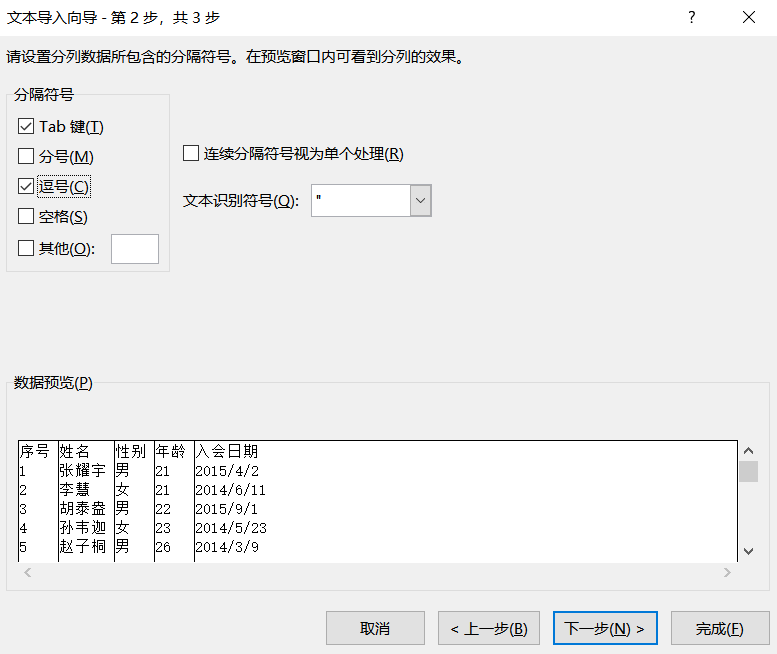 文本导入向导 - 第 2 步，共 3 步
请设置分列数据所包含的分隔符号。在预览窗口内可看到分列的效果。
分隔符号
Tab 键(T)
分号(M)
逗号(C)
空格(S)
其他(O):
连续分隔符号视为单个处理(R)
文本识别符号(Q): "
数据预览(P)
序号 姓名 性别 年龄 入会日期
1 张耀宇 男 21 2015/4/2
2 李慧 女 21 2014/6/11
3 胡泰盎 男 22 2015/9/1
4 孙韦迦 女 23 2014/5/23
5 赵子桐 男 26 2014/3/9
取消 < 上一步(B) 下一步(N) > 完成(F)